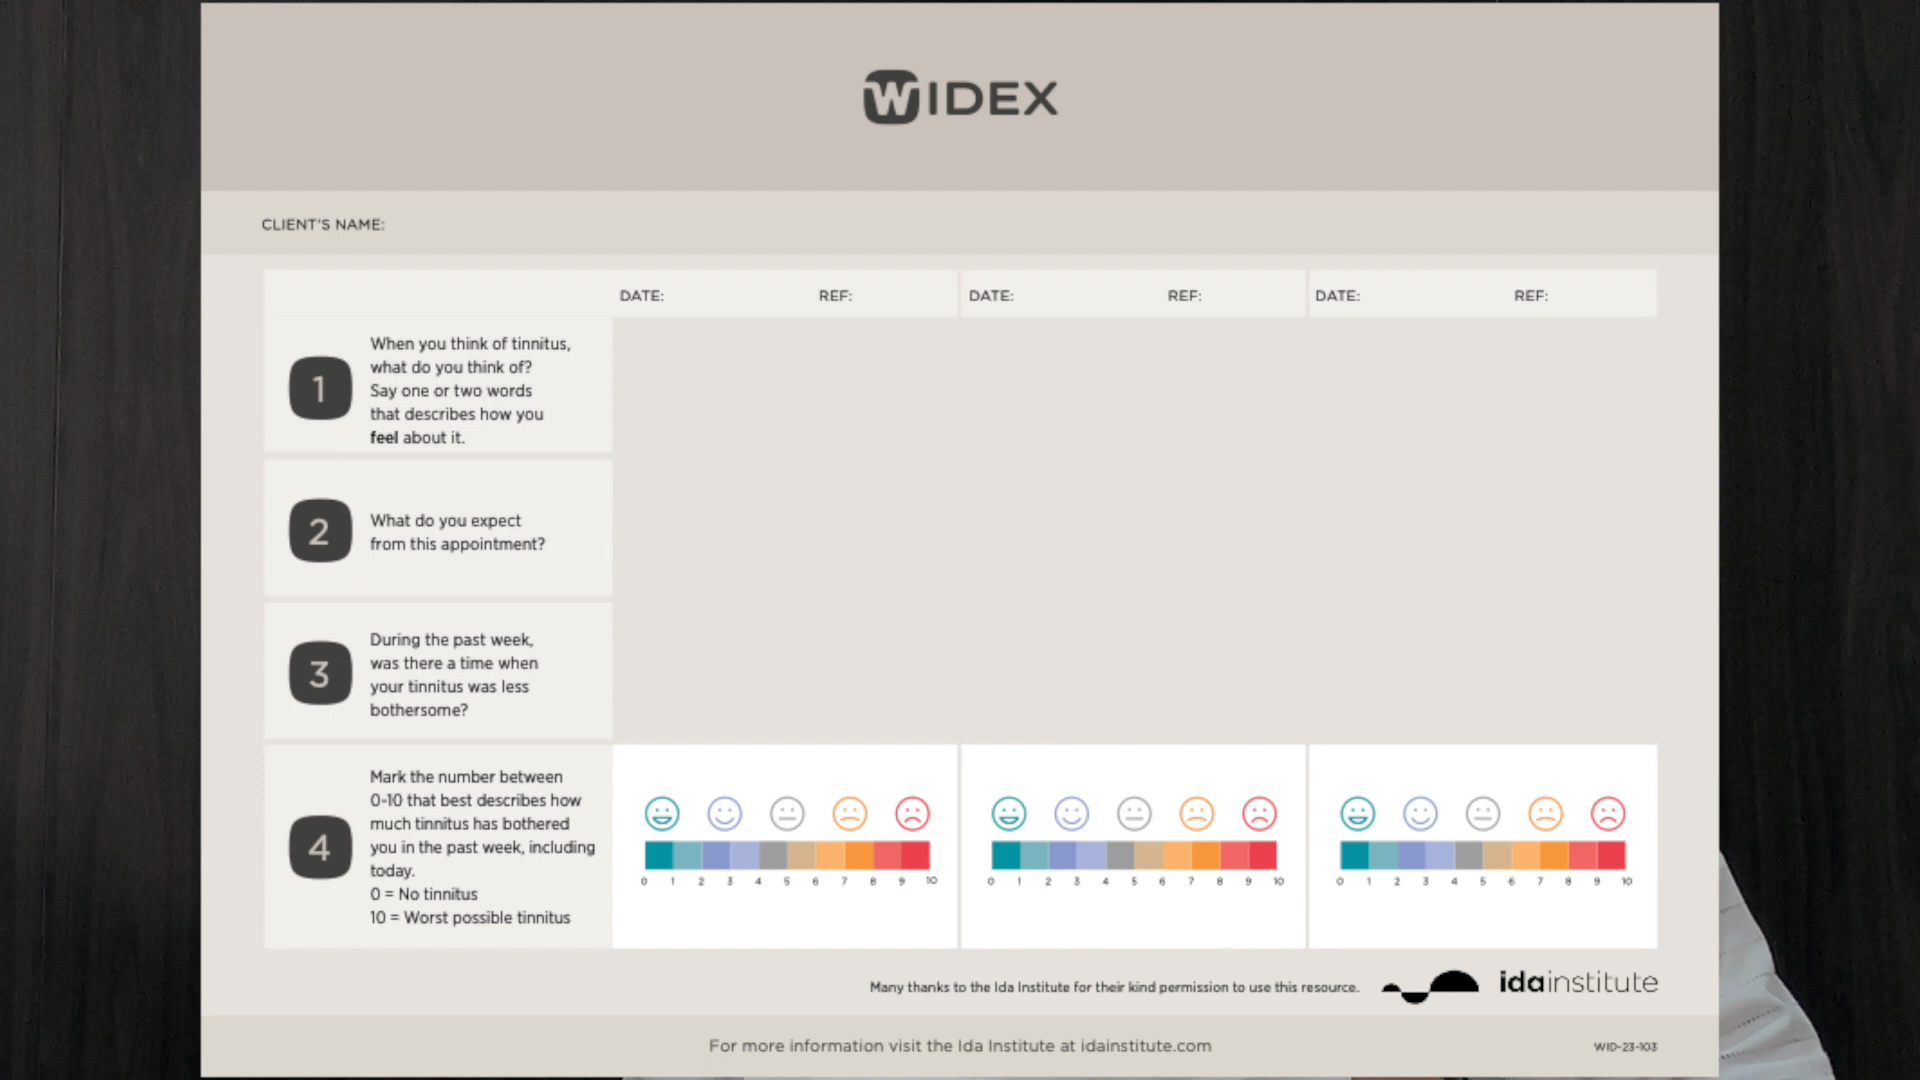 WIDEX
CLIENT'S NAME:
DATE: REF: DATE: REF: DATE: REF:
1
When you think of tinnitus,
what do you think of?
Say one or two words
that describes how you
feel about it.
2
What do you expect
from this appointment?
3
During the past week,
was there a time when
your tinnitus was less
bothersome?
4
Mark the number between
0-10 that best describes how
much tinnitus has bothered
you in the past week, including
today.
0 = No tinnitus
10 = Worst possible tinnitus
0 1 2 3 4 5 6 7 8 9 10
0 1 2 3 4 5 6 7 8 9 10
0 1 2 3 4 5 6 7 8 9 10
Many thanks to the Ida Institute for their kind permission to use this resource.
idainstitute
For more information visit the Ida Institute at idainstitute.com
WID-23-103